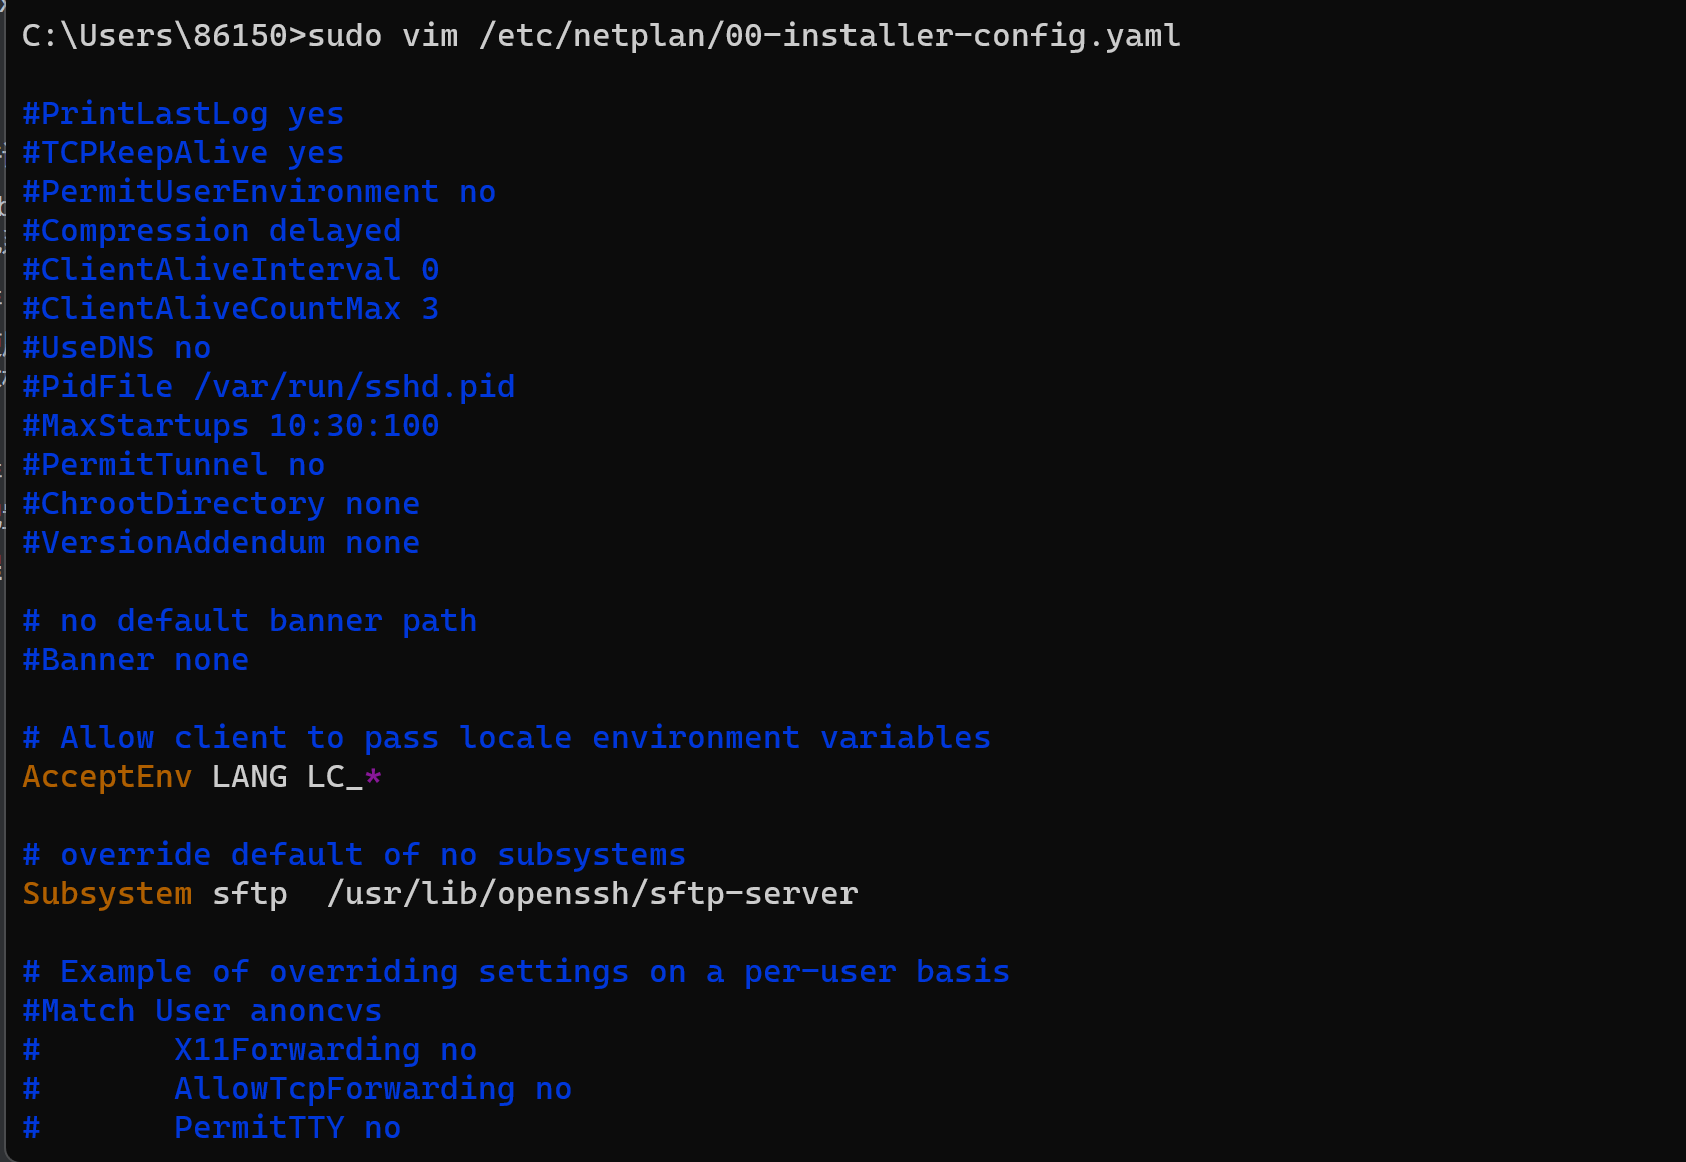 C:\Users\86150>sudo vim /etc/netplan/00-installer-config.yaml
#PrintLastLog yes
#TCPKeepAlive yes
#PermitUserEnvironment no
#Compression delayed
#ClientAliveInterval 0
#ClientAliveCountMax 3
#UseDNS no
#PidFile /var/run/sshd.pid
#MaxStartups 10:30:100
#PermitTunnel no
#ChrootDirectory none
#VersionAddendum none
# no default banner path
#Banner none
# Allow client to pass locale environment variables
AcceptEnv LANG LC_*
# override default of no subsystems
Subsystem sftp  /usr/lib/openssh/sftp-server
# Example of overriding settings on a per-user basis
#Match User anoncvs
#       X11Forwarding no
#       AllowTcpForwarding no
#       PermitTTY no